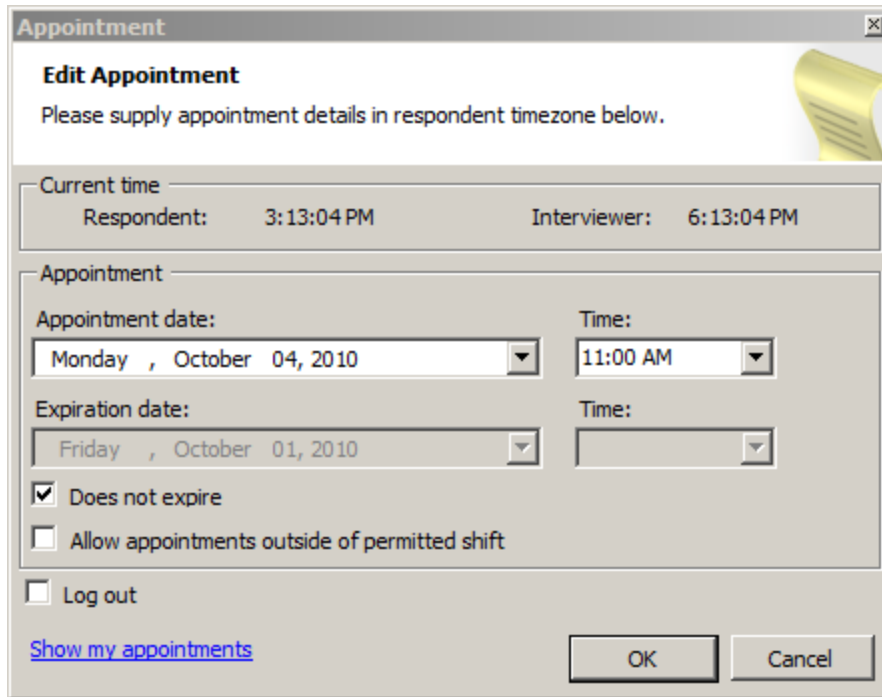 Appointment
Edit Appointment
Please supply appointment details in respondent timezone below.
Current time
Respondent: 3:13:04 PM Interviewer: 6:13:04 PM
Appointment
Appointment date: Time:
Monday , October 04, 2010 11:00 AM
Expiration date: Time:
Friday , October 01, 2010
Does not expire
Allow appointments outside of permitted shift
Log out
Show my appointments OK Cancel